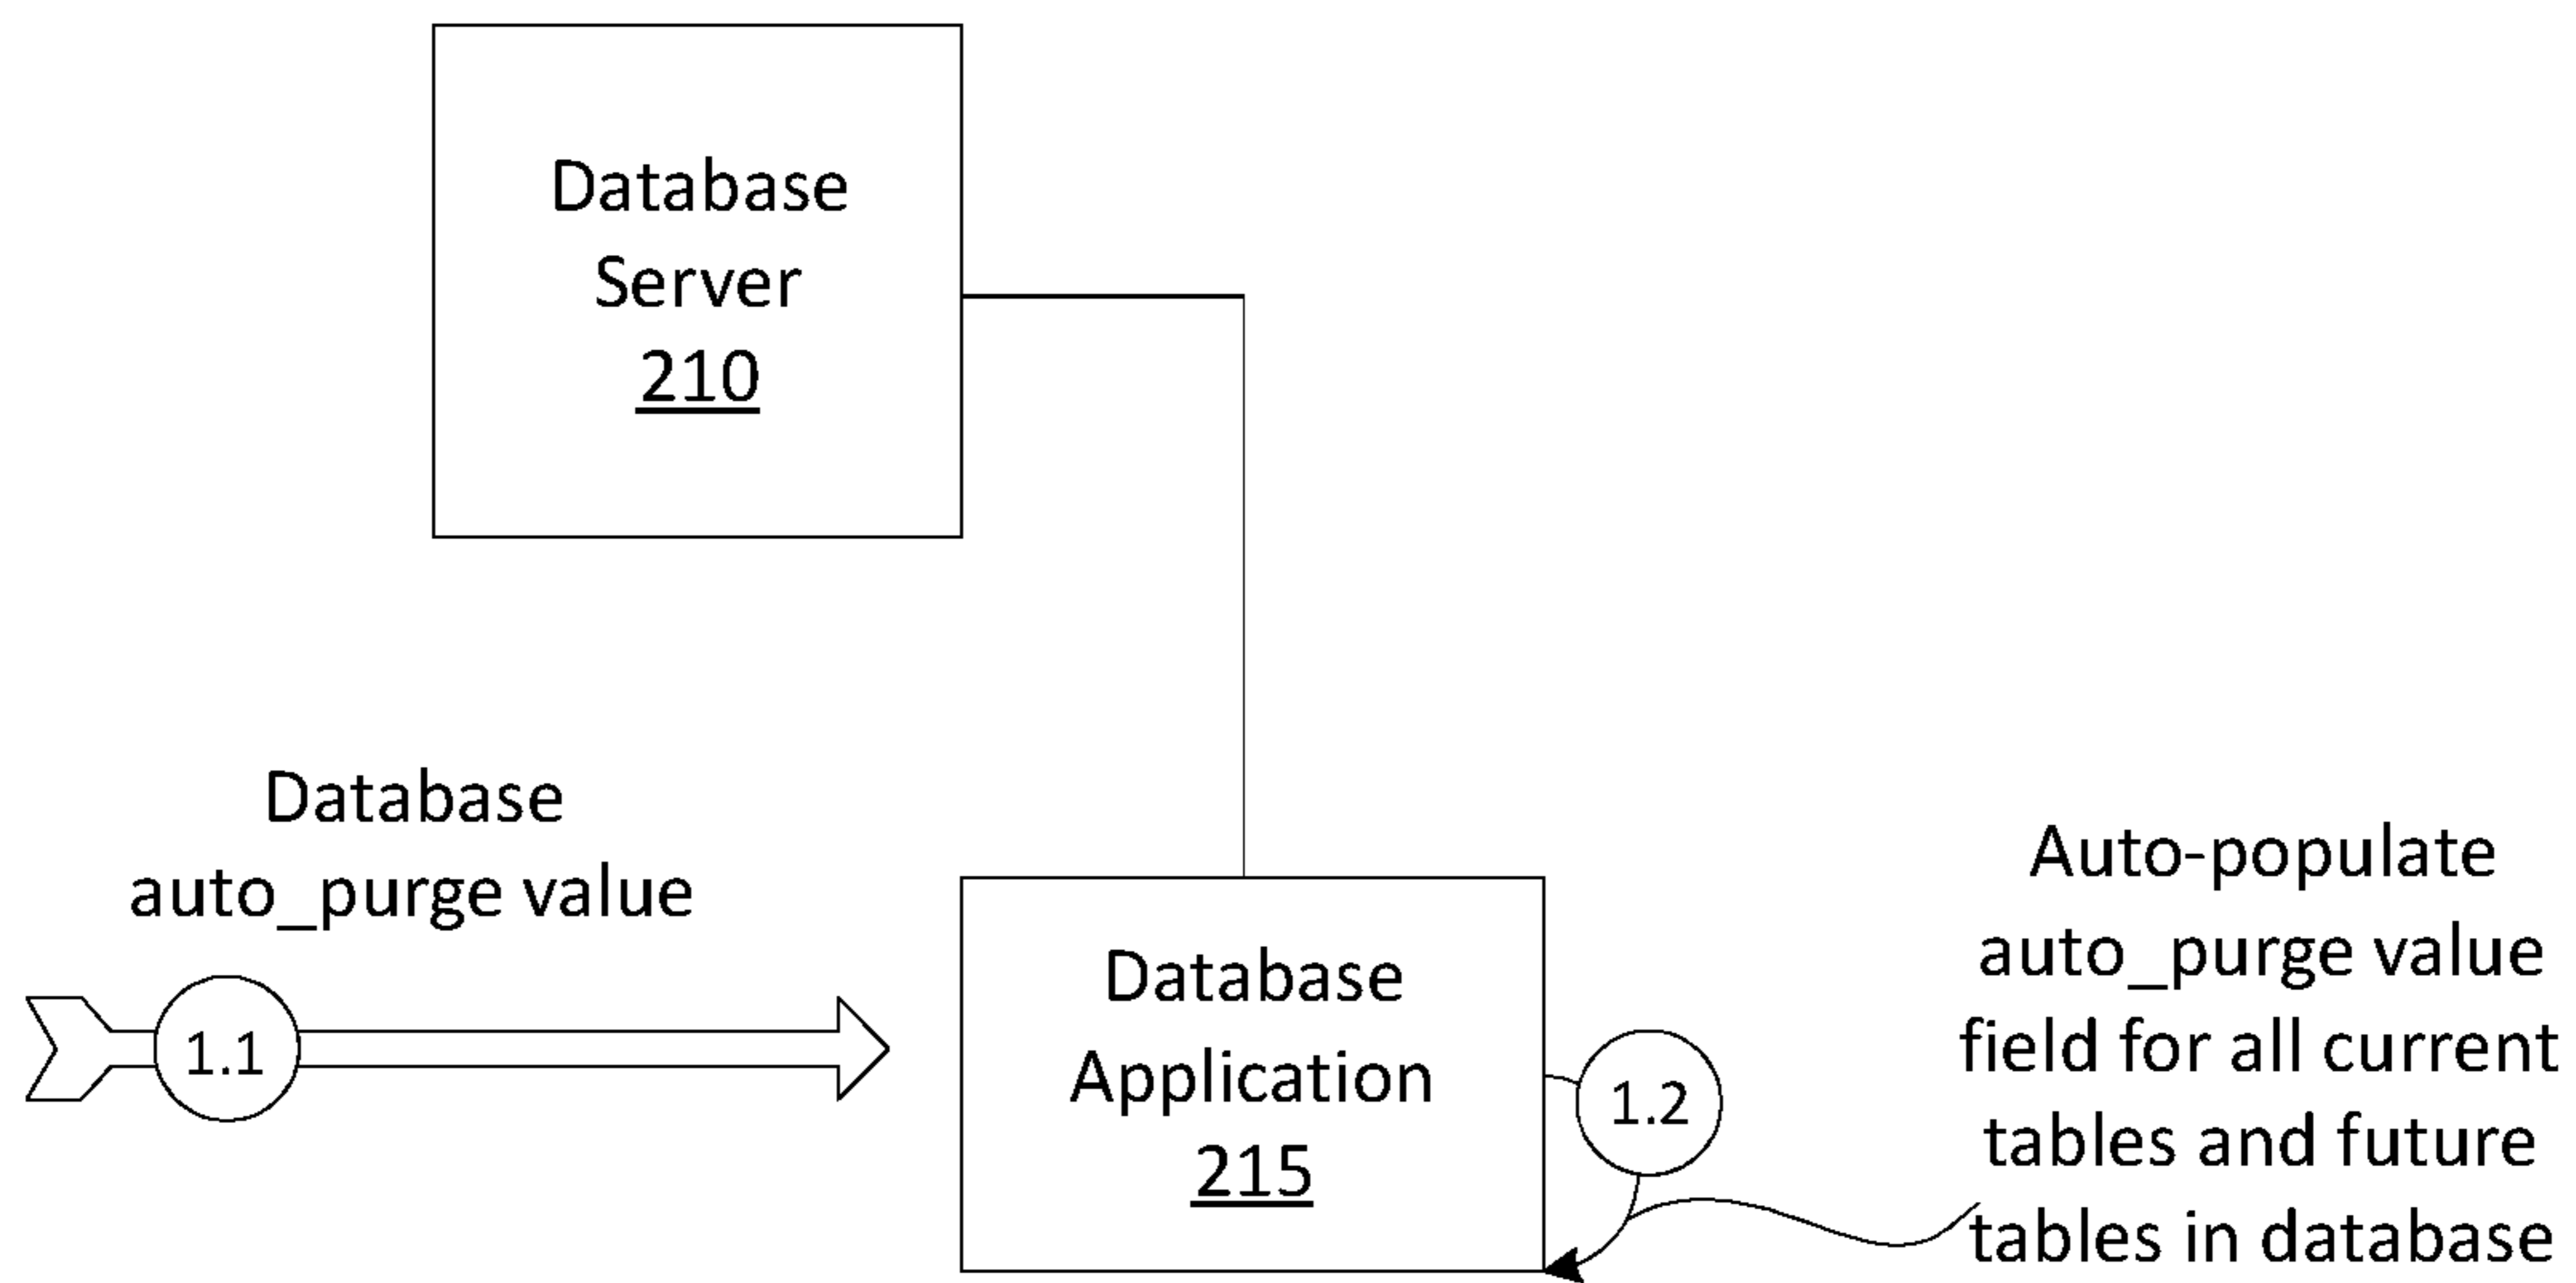 Database
Server
210
Database
auto_purge value
1.1
Database
Application
215
1.2
Auto-populate
auto_purge value
field for all current
tables and future
tables in database